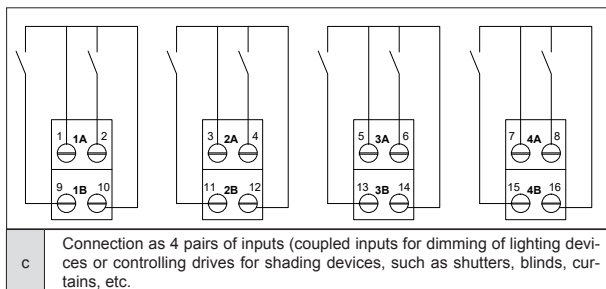 1 1A 2 3 2A 4 5 3A 6 7 4A 8
9 1B 10 11 2B 12 13 3B 14 15 4B 16
c
Connection as 4 pairs of inputs (coupled inputs for dimming of lighting devi-
ces or controlling drives for shading devices, such as shutters, blinds, cur-
tains, etc.